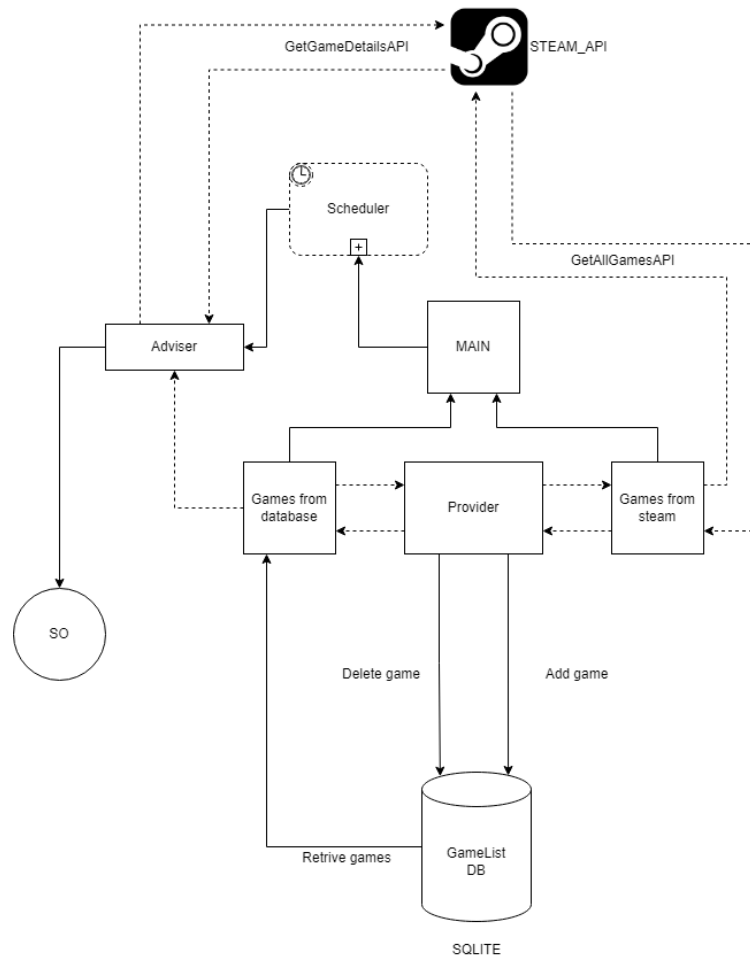 GetGameDetailsAPI
STEAM_API
Scheduler
GetAllGamesAPI
Adviser
MAIN
Games from
database
Provider
Games from
steam
SO
Delete game
Add game
GameList
DB
Retrive games
SQLITE